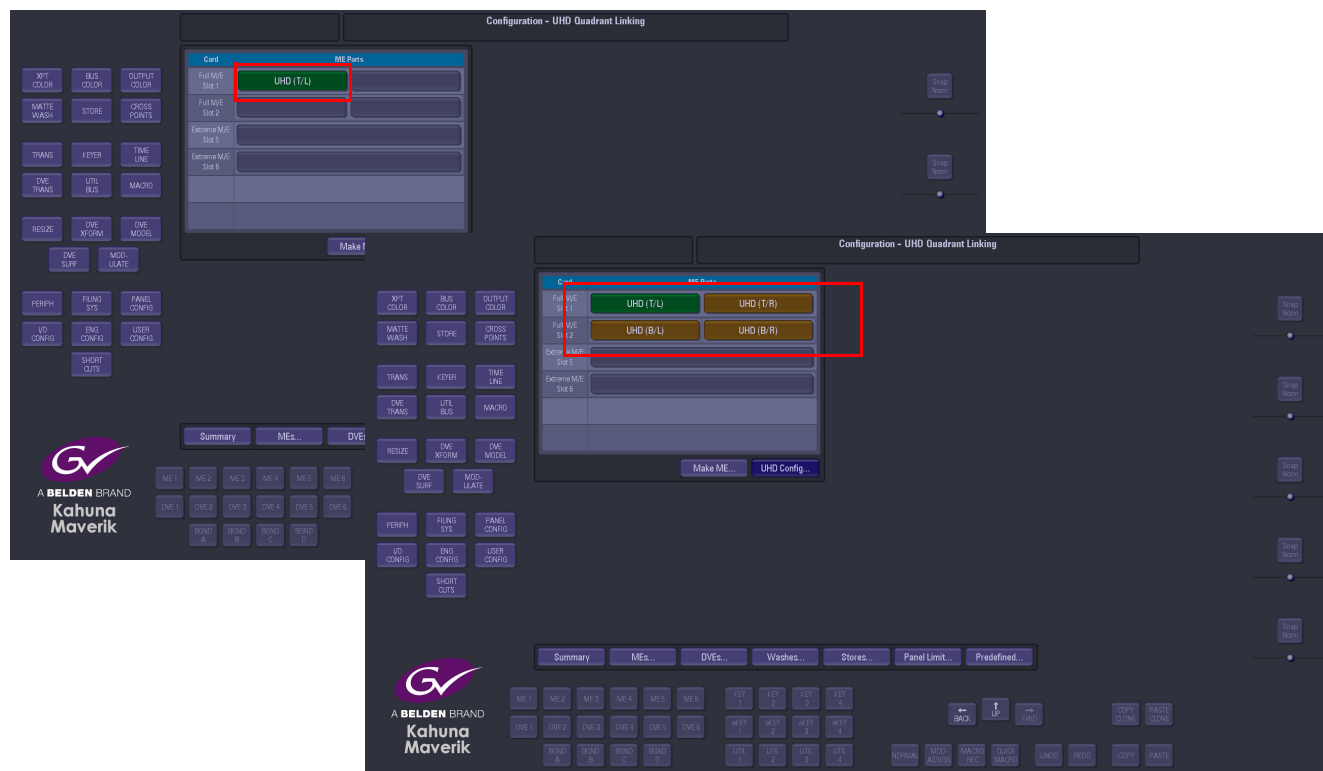 Configuration - UHD Quadrant Linking
Card ME Parts
Full M/E
Slot 1
UHD (T/L)
Full M/E
Slot 2
Extreme M/E
Slot 5
Extreme M/E
Slot 6
XPT
COLOR
BUS
COLOR
OUTPUT
COLOR
MATTE
WASH
STORE
CROSS
POINTS
TRANS
KEYER
TIME
LINE
DVE
TRANS
UTIL
BUS
MACRO
RESIZE
DVE
XFORM
DVE
MODEL
DVE
SURF
MOD-
ULATE
PERIPH
FILING
SYS
PANEL
CONFIG
I/O
CONFIG
ENG
CONFIG
USER
CONFIG
SHORT
CUTS
Snap
Norm
Snap
Norm
Make M
Summary MEs... DVEs
GV
A BELDEN BRAND
Kahuna
Maverik
ME 1 ME 2 ME 3 ME 4 ME 5 ME 6
DVE 1 DVE 2 DVE 3 DVE 4 DVE 5 DVE 6
BGND
A
BGND
B
BGND
C
BGND
D
Configuration - UHD Quadrant Linking
Card ME Parts
Full M/E
Slot 1
UHD (T/L) UHD (T/R)
Full M/E
Slot 2
UHD (B/L) UHD (B/R)
Extreme M/E
Slot 5
Extreme M/E
Slot 6
Make ME... UHD Config...
XPT
COLOR
BUS
COLOR
OUTPUT
COLOR
MATTE
WASH
STORE
CROSS
POINTS
TRANS
KEYER
TIME
LINE
DVE
TRANS
UTIL
BUS
MACRO
RESIZE
DVE
XFORM
DVE
MODEL
DVE
SURF
MOD-
ULATE
PERIPH
FILING
SYS
PANEL
CONFIG
I/O
CONFIG
ENG
CONFIG
USER
CONFIG
SHORT
CUTS
Snap
Norm
Snap
Norm
Snap
Norm
Snap
Norm
Snap
Norm
Summary MEs... DVEs... Washes... Stores... Panel Limit... Predefined...
GV
A BELDEN BRAND
Kahuna
Maverik
ME 1 ME 2 ME 3 ME 4 ME 5 ME 6
DVE 1 DVE 2 DVE 3 DVE 4 DVE 5 DVE 6
BGND
A
BGND
B
BGND
C
BGND
D
KEY
1
KEY
2
KEY
3
KEY
4
eKEY
1
eKEY
2
eKEY
3
eKEY
4
UTIL
1
UTIL
2
UTIL
3
UTIL
4
←
BACK
↑
UP
→
FWD
COPY
CLONE
PASTE
CLONE
NORMAL
MOD-
ASSIGN
MACRO
REC
QUICK
MACRO
UNDO REDO COPY PASTE